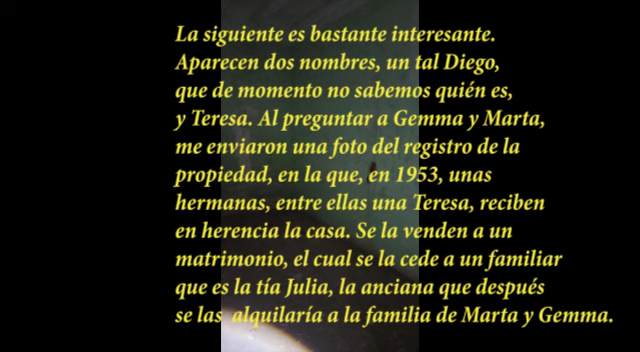 La siguiente es bastante interesante.
Aparecen dos nombres, un tal Diego,
que de momento no sabemos quién es,
y Teresa. Al preguntar a Gemma y Marta,
me enviaron una foto del registro de la
propiedad, en la que, en 1953, unas
hermanas, entre ellas una Teresa, reciben
en herencia la casa. Se la venden a un
matrimonio, el cual se la cede a un familiar
que es la tía Julia, la anciana que después
se las alquilaría a la familia de Marta y Gemma.